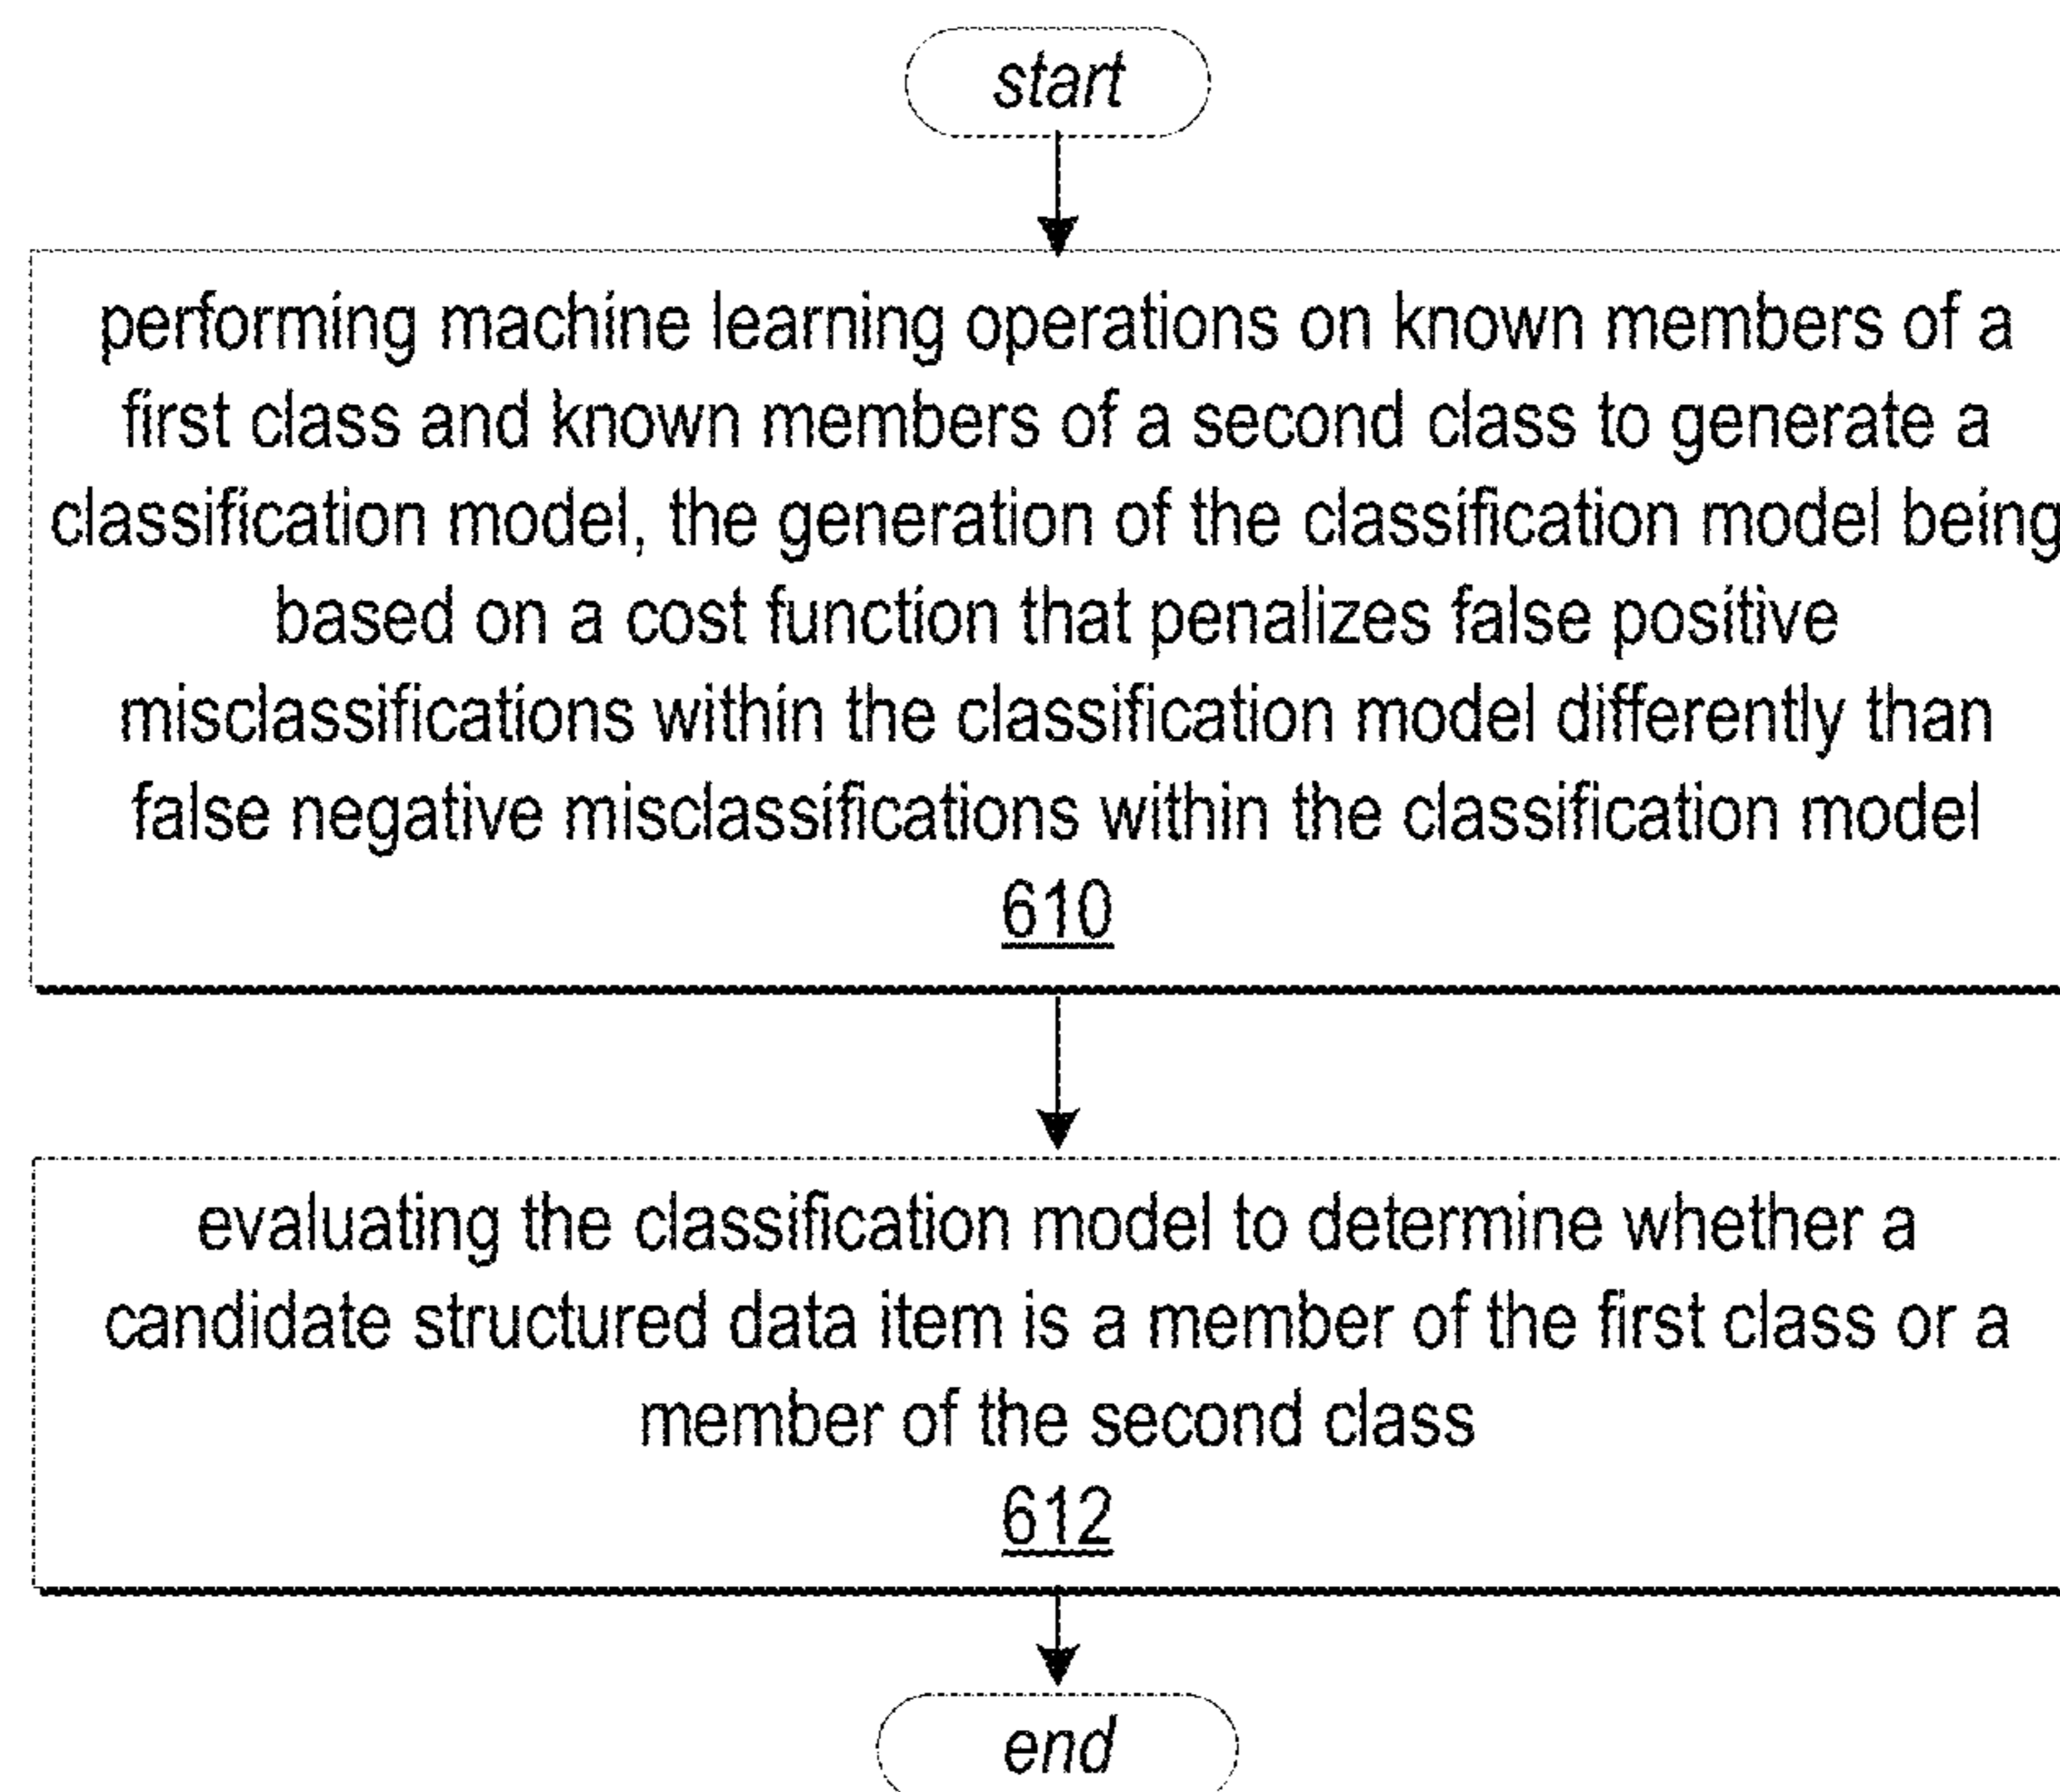 start
performing machine learning operations on known members of a
first class and known members of a second class to generate a
classification model, the generation of the classification model being
based on a cost function that penalizes false positive
misclassifications within the classification model differently than
false negative misclassifications within the classification model
610
evaluating the classification model to determine whether a
candidate structured data item is a member of the first class or a
member of the second class
612
end